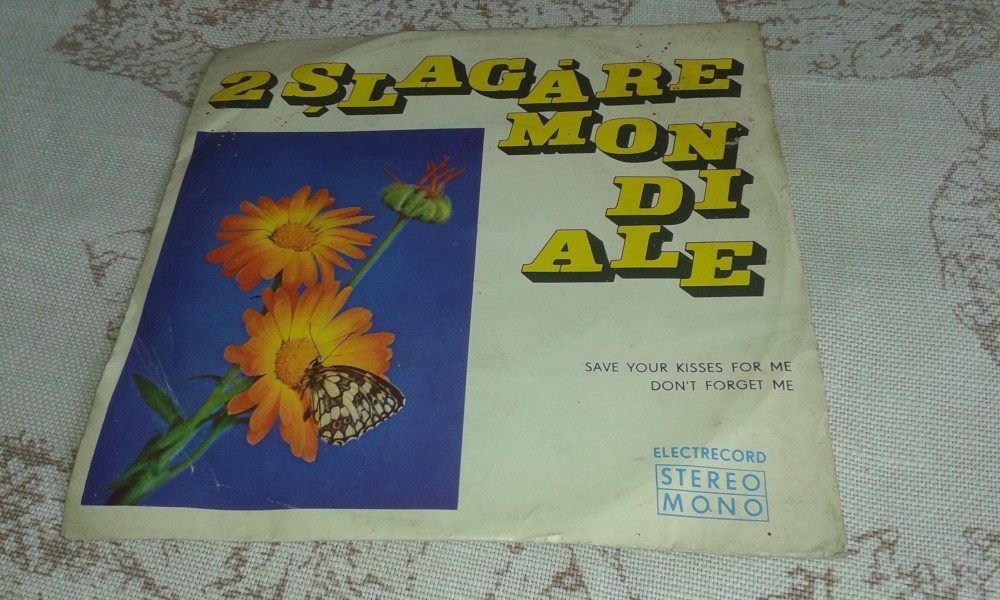 2 ȘLAGĂRE
MON
DI
ALE
SAVE YOUR KISSES FOR ME
DON'T FORGET ME
ELECTRECORD
STEREO
MONO